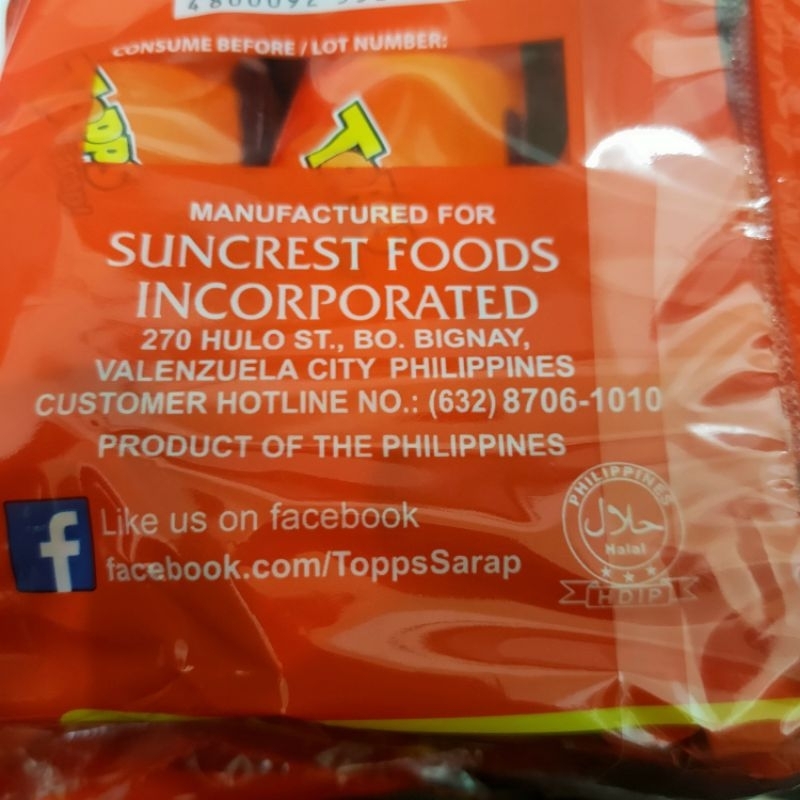 CONSUME BEFORE / LOT NUMBER:
MANUFACTURED FOR
SUNCREST FOODS
INCORPORATED
270 HULO ST., BO. BIGNAY,
VALENZUELA CITY PHILIPPINES
CUSTOMER HOTLINE NO.: (632) 8706-1010
PRODUCT OF THE PHILIPPINES
Like us on facebook
facebook.com/ToppsSarap
PHILIPPINES
حلال
Halal
HDIP